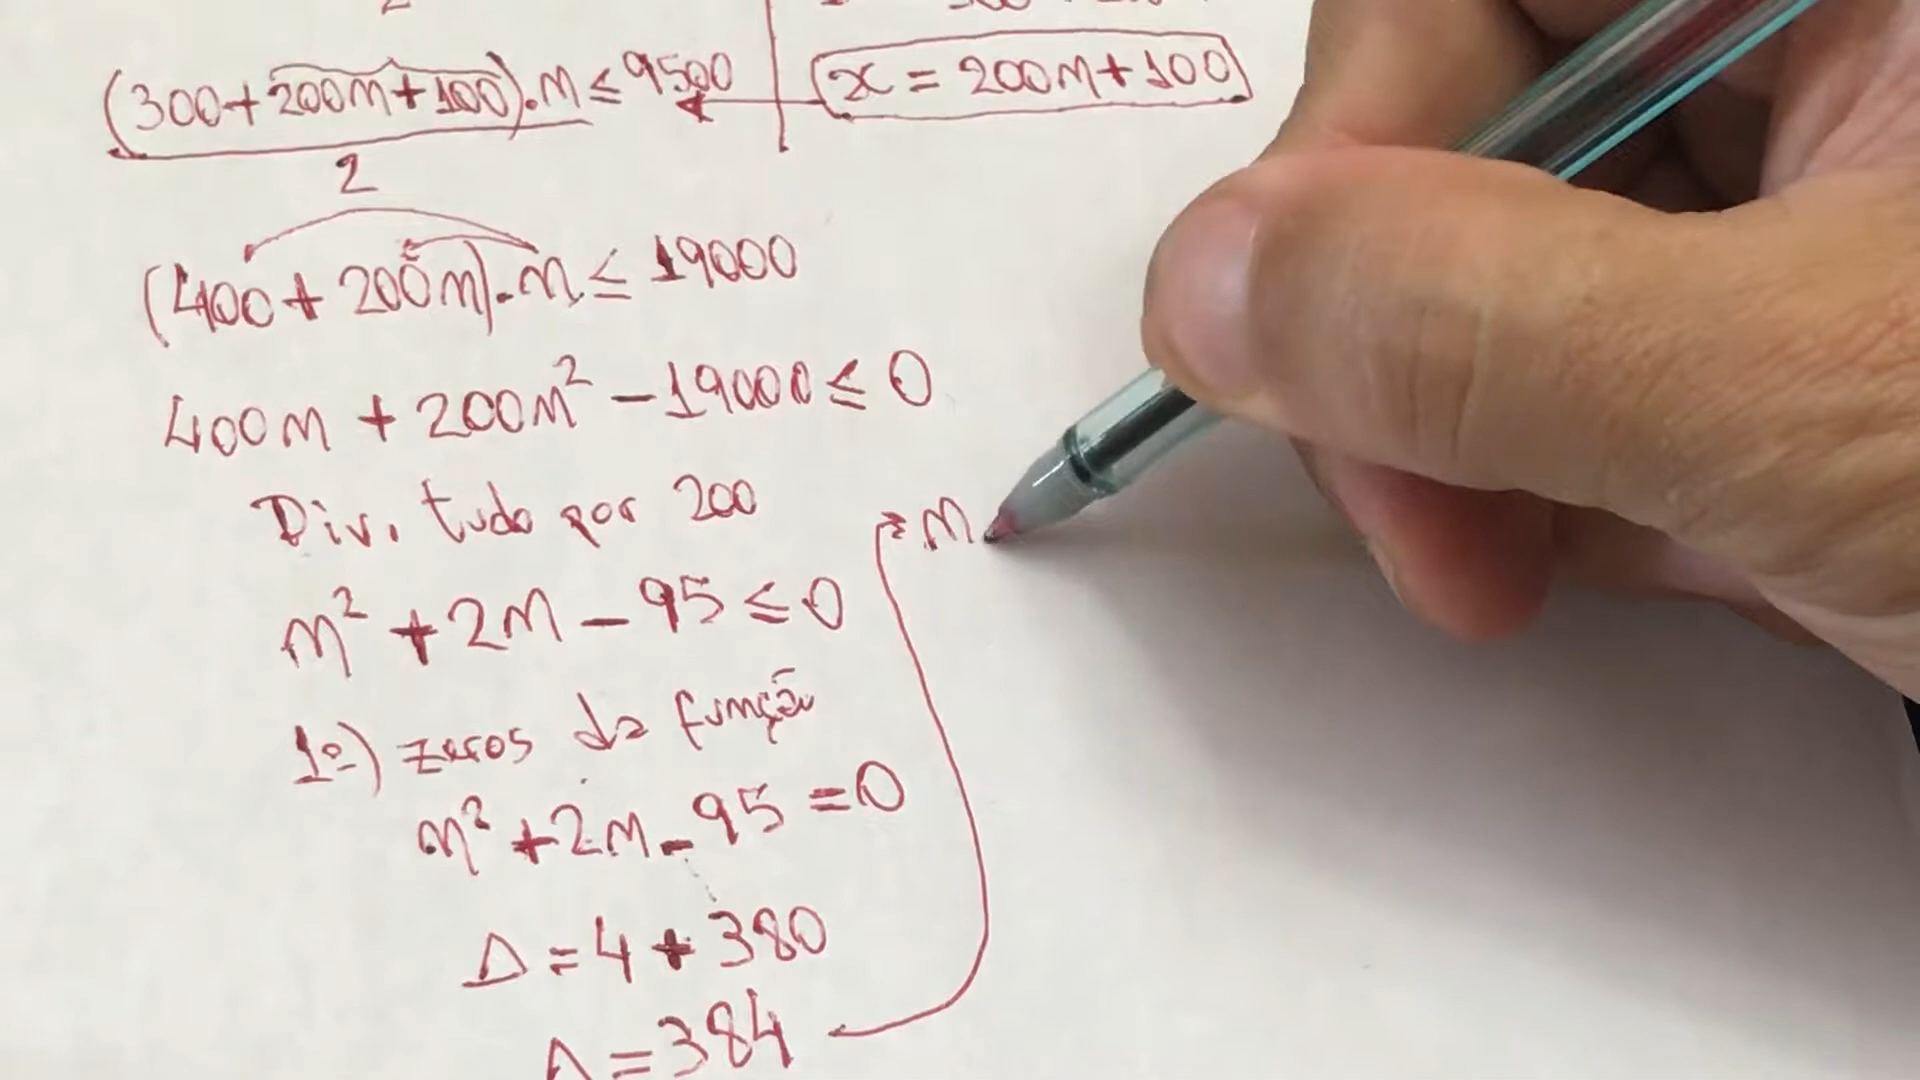 (300+200m+100).m ≤ 9500
2
x = 200m+100
(400+200m).m ≤ 19000
400m + 200m² - 19000 ≤ 0
Div. tudo por 200
m² + 2m - 95 ≤ 0
1º) zeros da função
m² + 2m - 95 = 0
Δ = 4 + 380
Δ = 384
m